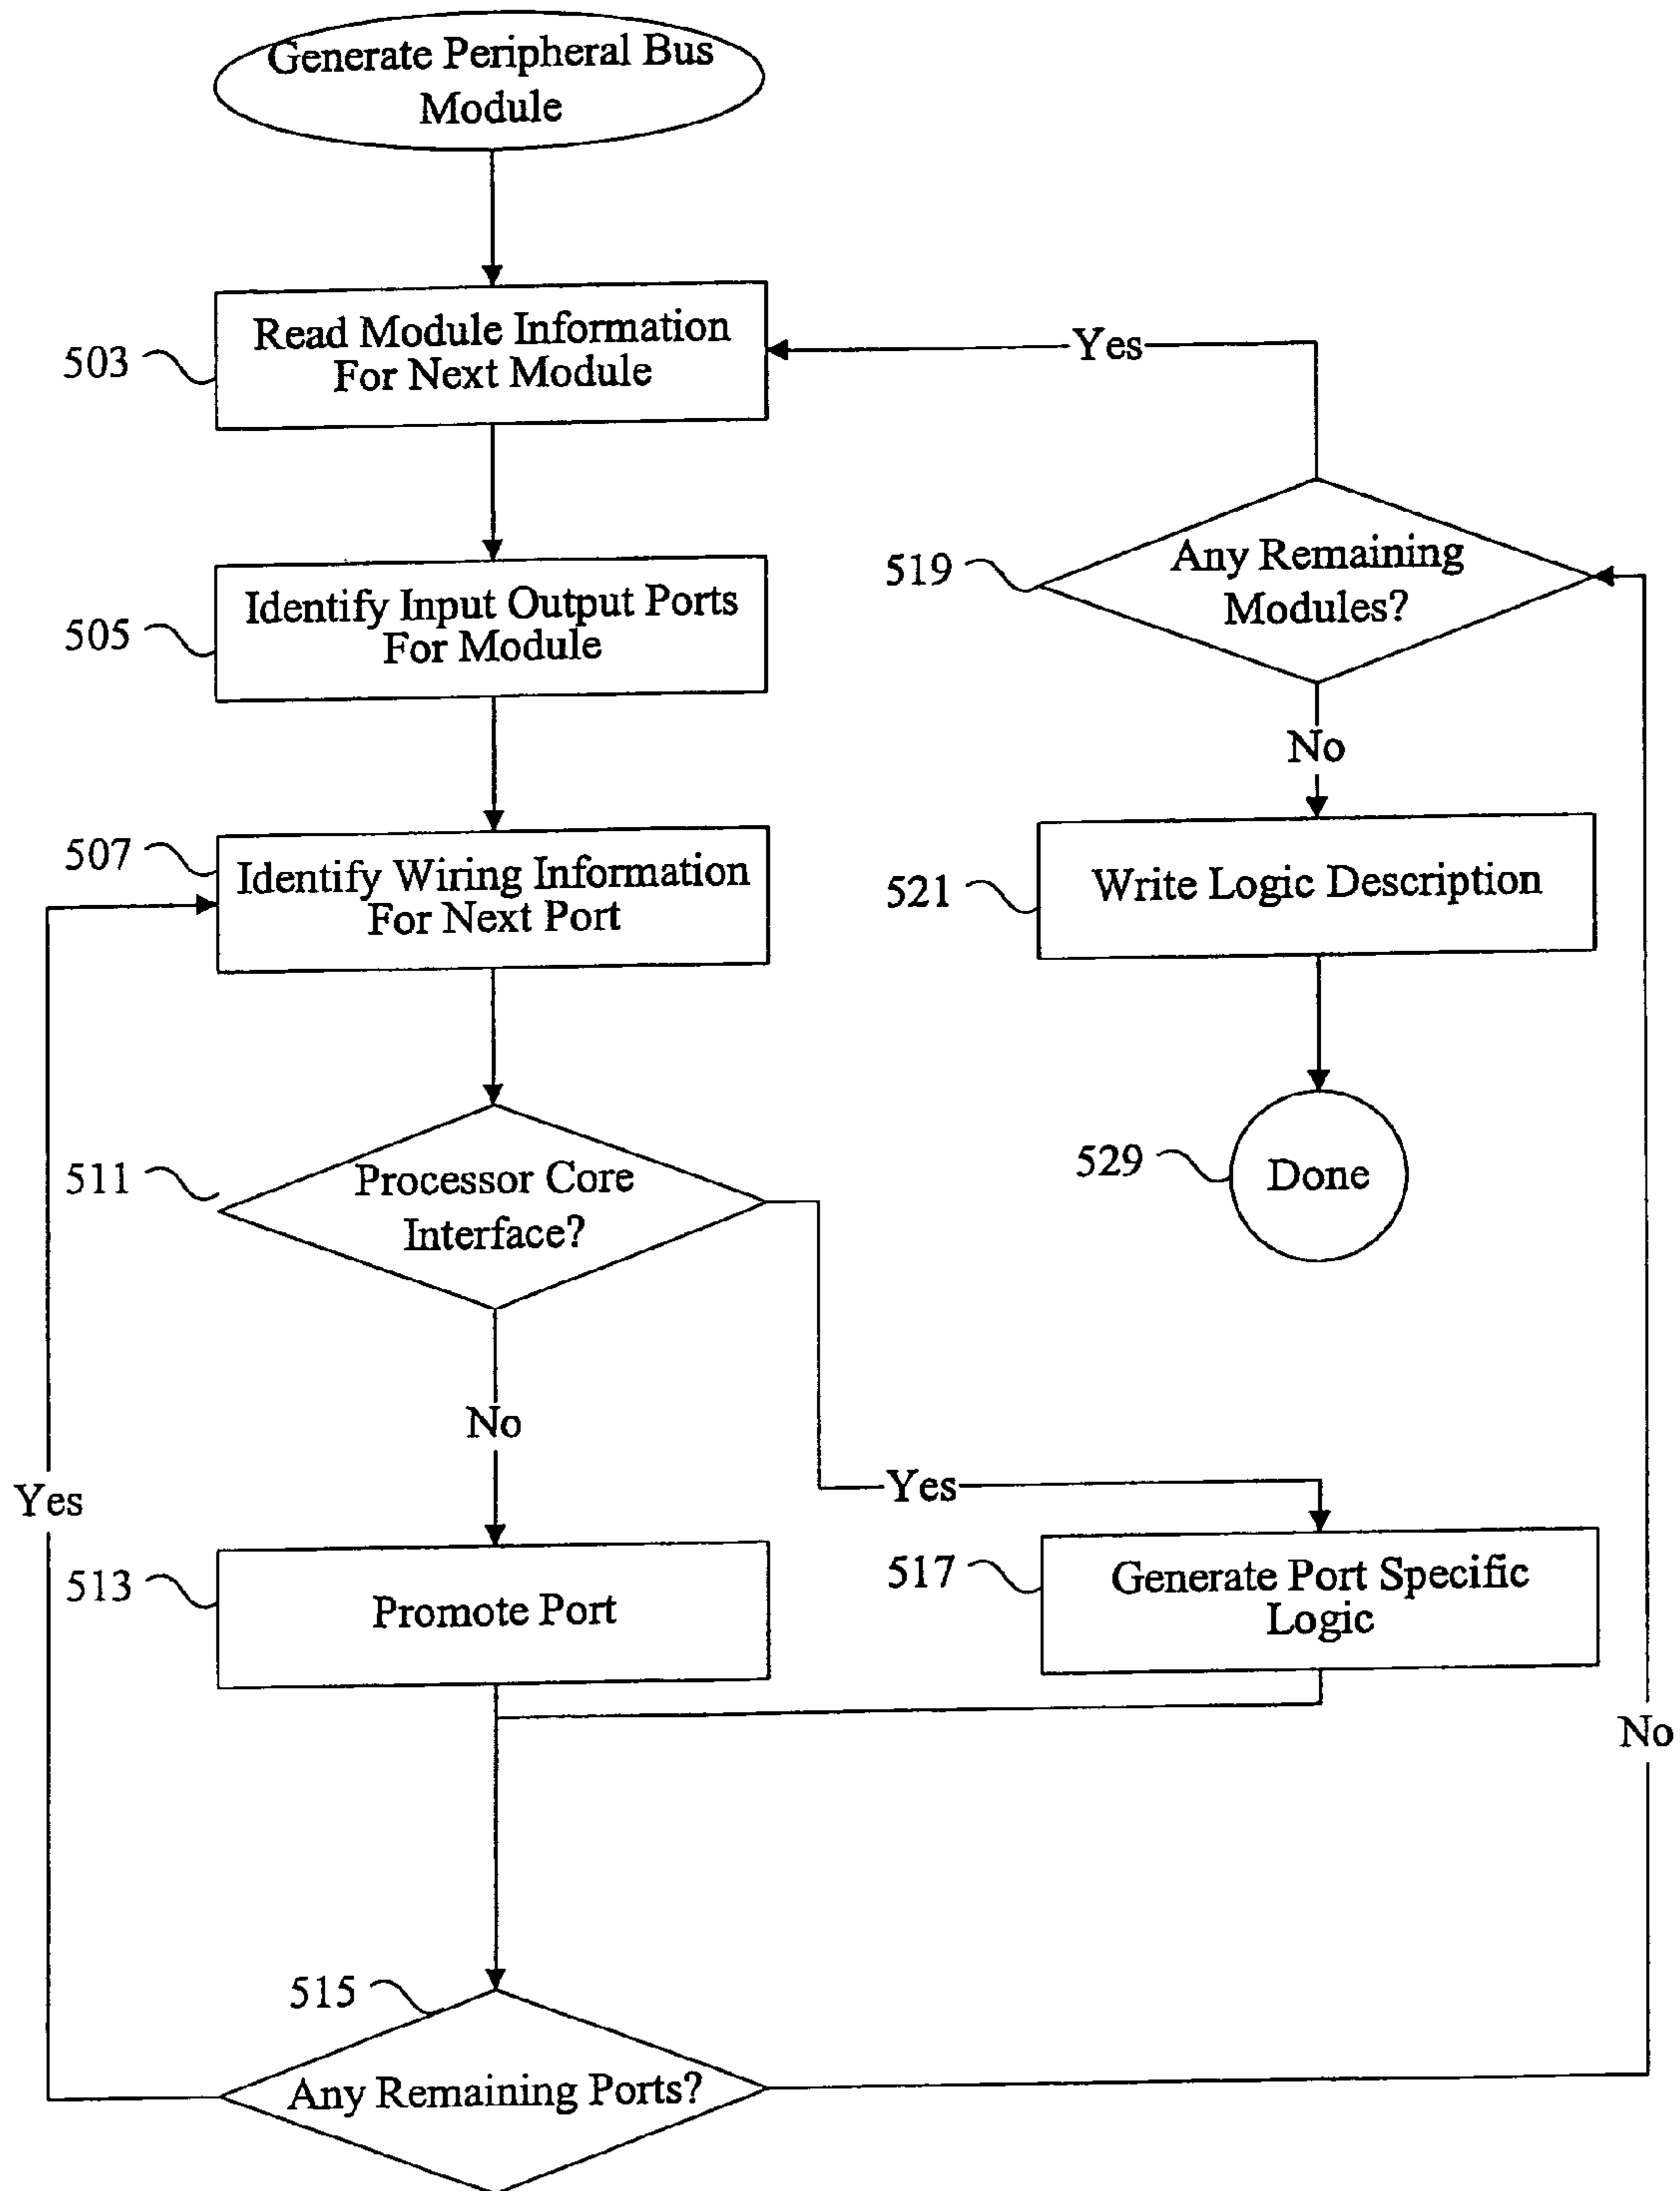 Generate Peripheral Bus
Module
503
Read Module Information
For Next Module
Yes
505
Identify Input Output Ports
For Module
519
Any Remaining
Modules?
507
Identify Wiring Information
For Next Port
No
521
Write Logic Description
511
Processor Core
Interface?
529
Done
No
Yes
Yes
513
Promote Port
517
Generate Port Specific
Logic
No
515
Any Remaining Ports?